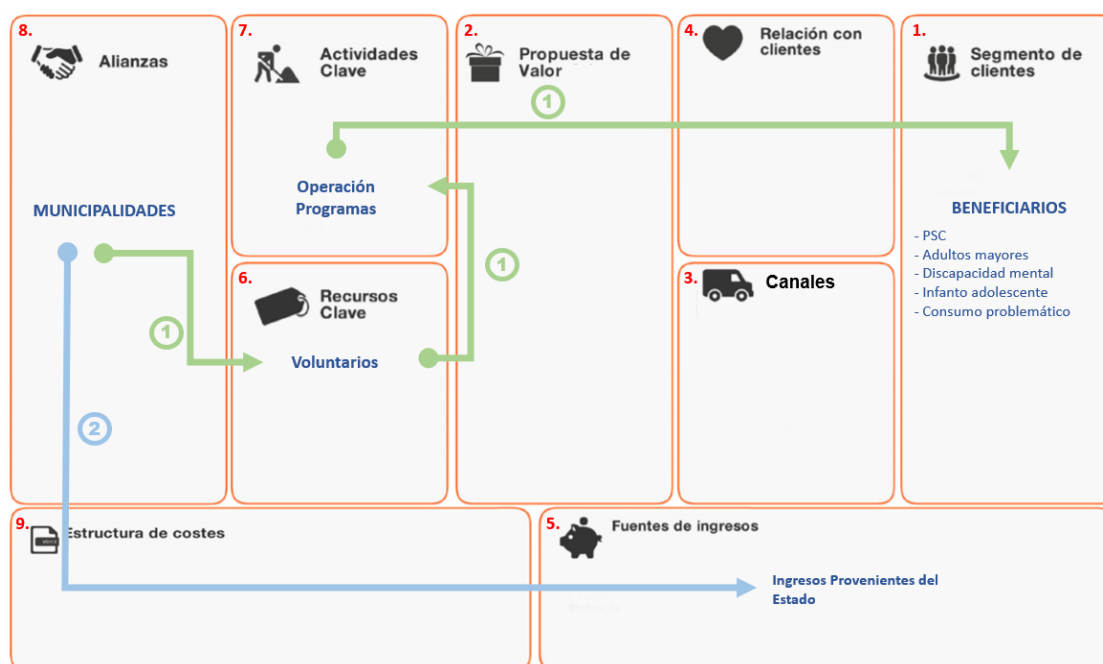 8.
Alianzas
MUNICIPALIDADES
1
2
7.
Actividades
Clave
Operación
Programas
1
6.
Recursos
Clave
Voluntarios
2.
Propuesta de
Valor
1
4.
Relación con
clientes
3.
Canales
1.
Segmento de
clientes
BENEFICIARIOS
- PSC
- Adultos mayores
- Discapacidad mental
- Infanto adolescente
- Consumo problemático
9.
Estructura de costes
5.
Fuentes de ingresos
Ingresos Provenientes del
Estado